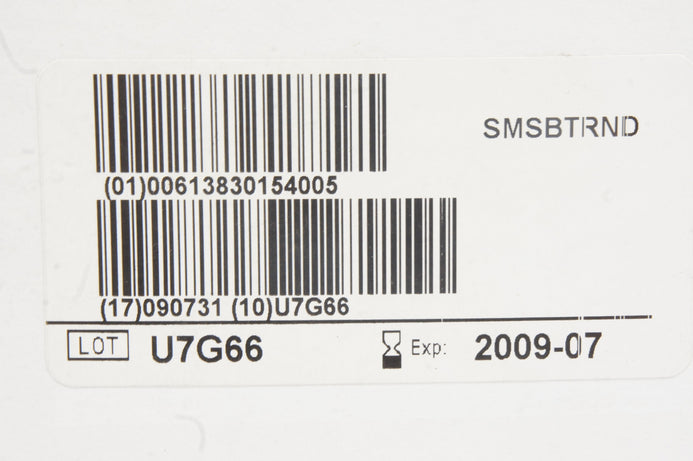 SMSBTRND
(01)00613830154005
(17)090731 (10)U7G66
LOT U7G66 Exp: 2009-07